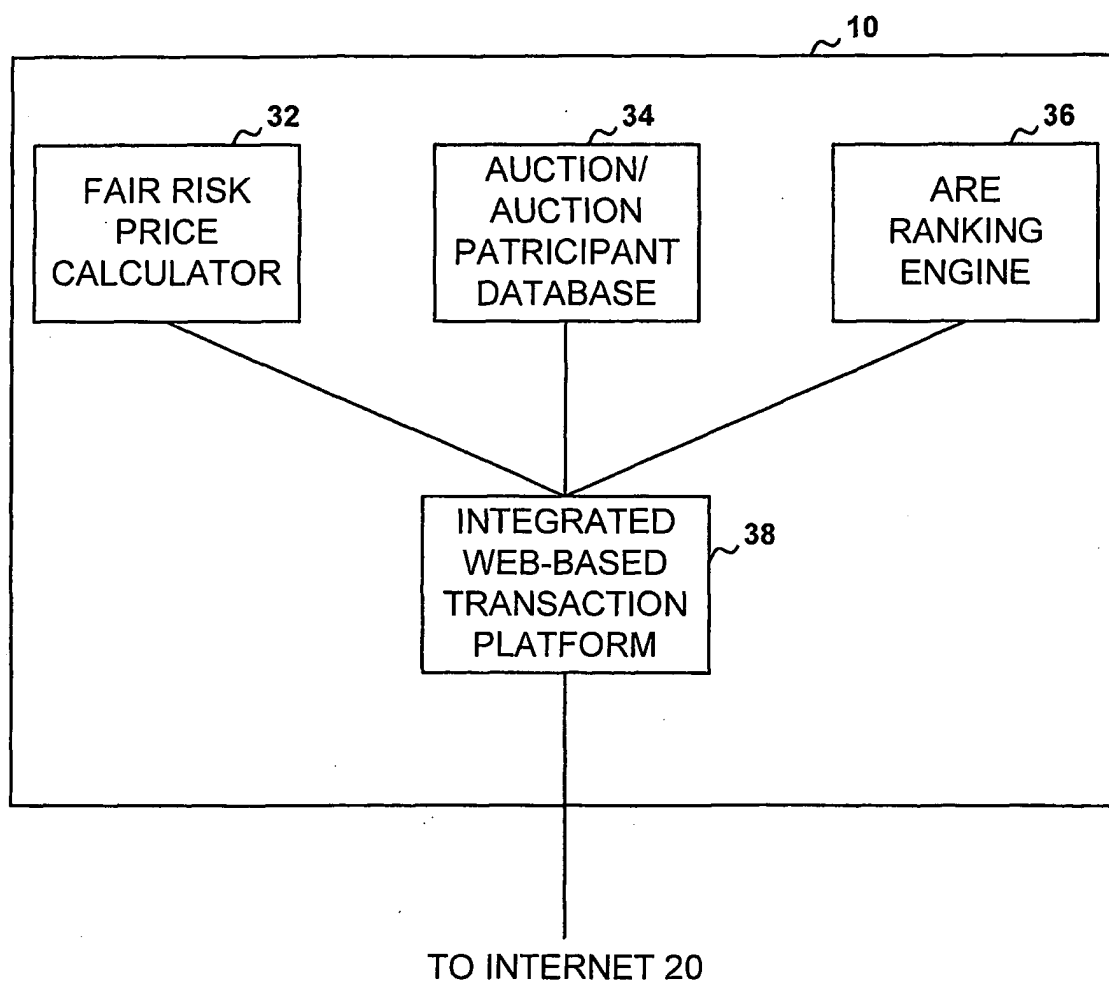 10
32
FAIR RISK
PRICE
CALCULATOR
34
AUCTION/
AUCTION
PATRICIPANT
DATABASE
36
ARE
RANKING
ENGINE
38
INTEGRATED
WEB-BASED
TRANSACTION
PLATFORM
TO INTERNET 20